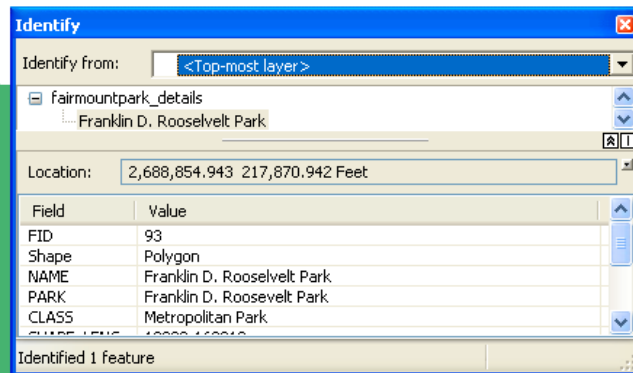 Identify
Identify from: <Top-most layer>
fairmountpark_details
Franklin D. Rooselvelt Park
Location: 2,688,854.943 217,870.942 Feet
Field Value
FID 93
Shape Polygon
NAME Franklin D. Rooselvelt Park
PARK Franklin D. Roosevelt Park
CLASS Metropolitan Park
Identified 1 feature